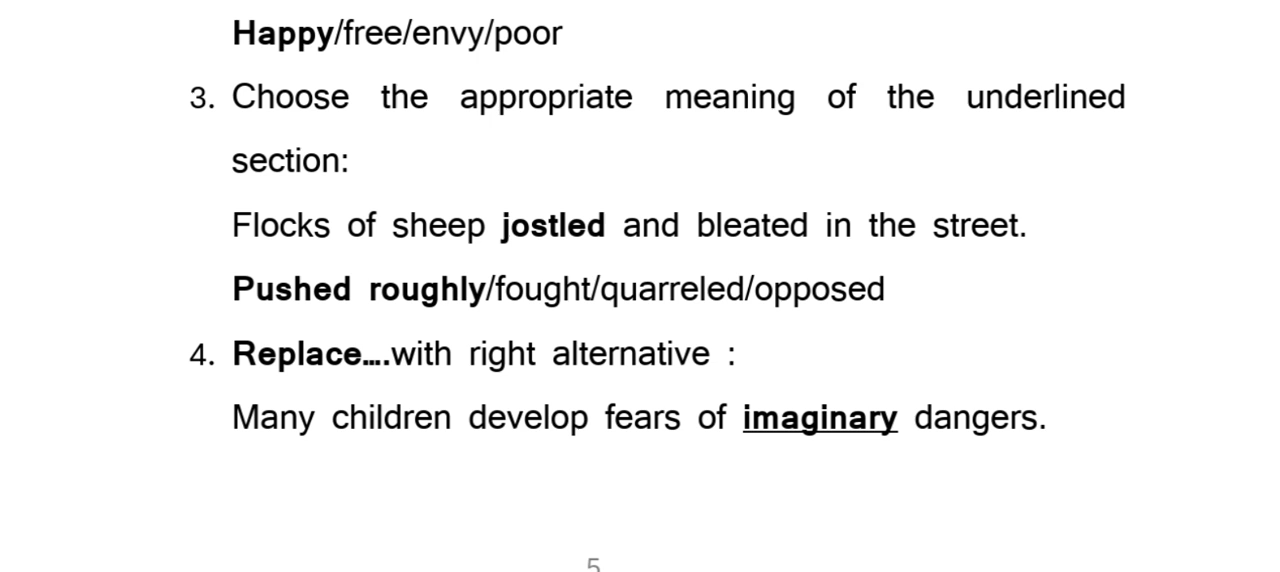 Happy/free/envy/poor
3. Choose the appropriate meaning of the underlined
section:
Flocks of sheep jostled and bleated in the street.
Pushed roughly/fought/quarreled/opposed
4. Replace....with right alternative :
Many children develop fears of imaginary dangers.
5